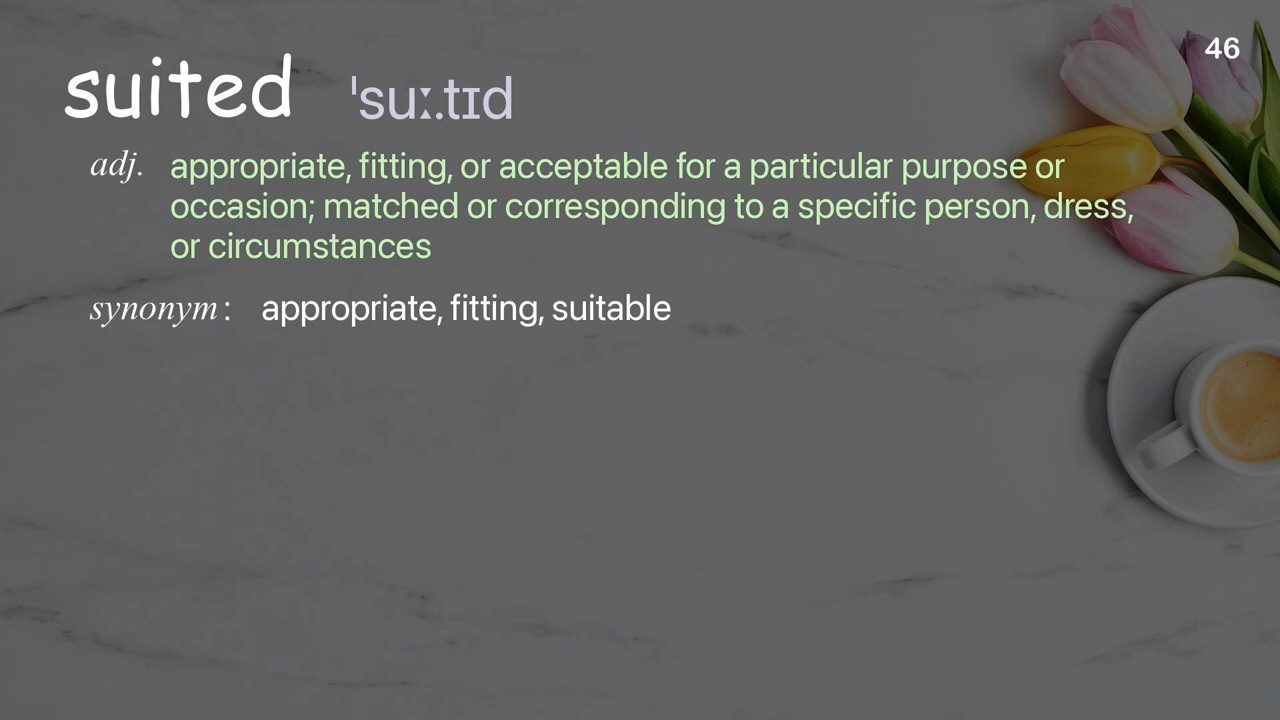 46
suited ˈsuː.tɪd
adj. appropriate, fitting, or acceptable for a particular purpose or
occasion; matched or corresponding to a specific person, dress,
or circumstances
synonym : appropriate, fitting, suitable